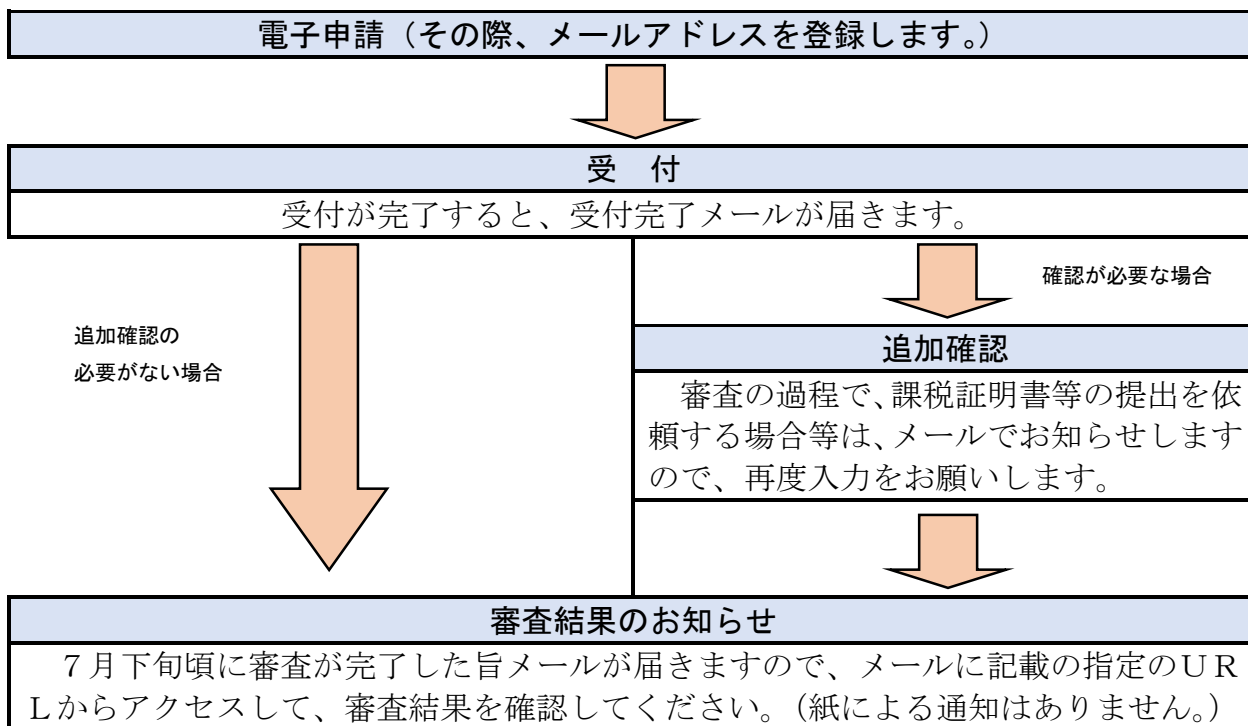 電子申請（その際、メールアドレスを登録します。）
受　付
受付が完了すると、受付完了メールが届きます。
確認が必要な場合
追加確認の
必要がない場合
追加確認
　審査の過程で、課税証明書等の提出を依
頼する場合等は、メールでお知らせします
ので、再度入力をお願いします。
審査結果のお知らせ
　７月下旬頃に審査が完了した旨メールが届きますので、メールに記載の指定のＵＲ
Ｌからアクセスして、審査結果を確認してください。（紙による通知はありません。）